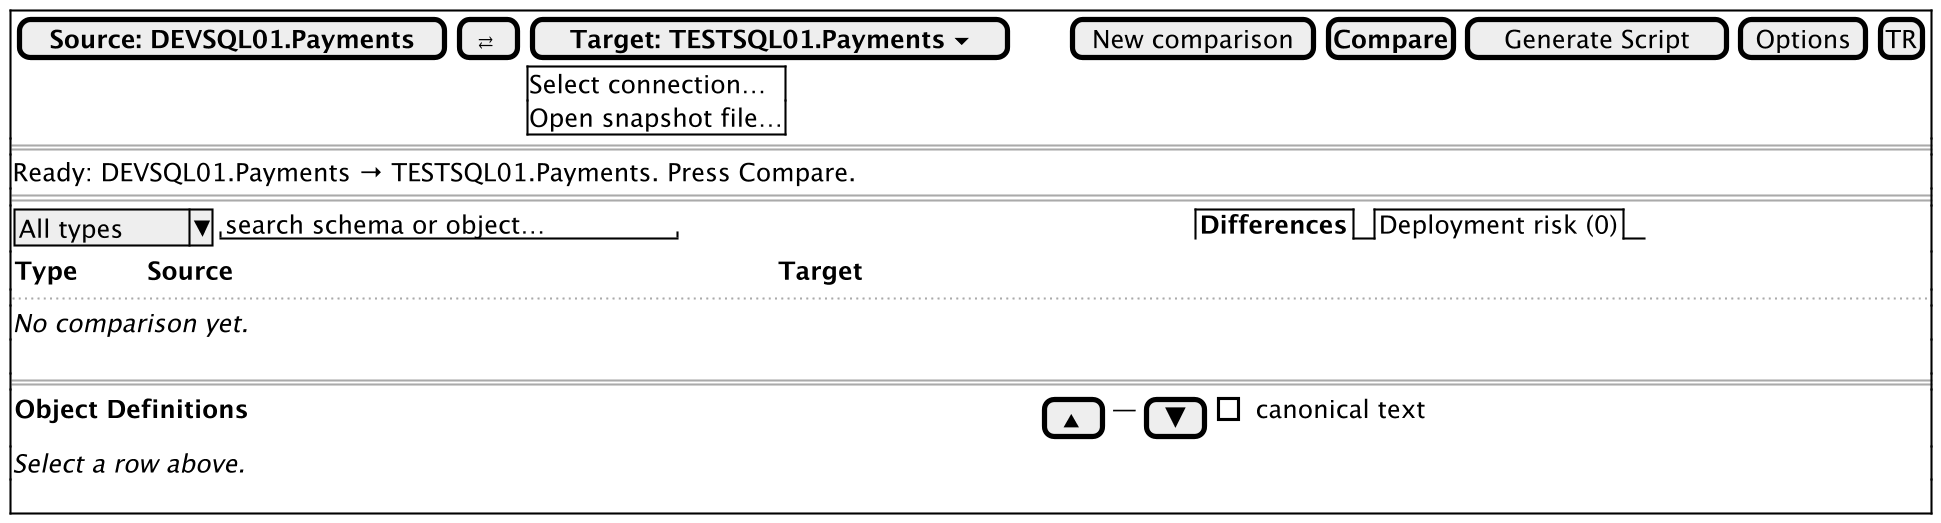 Source: DEVSQL01.Payments ⇄ Target: TESTSQL01.Payments ▾ New comparison Compare Generate Script Options TR
Select connection...
Open snapshot file...
Ready: DEVSQL01.Payments → TESTSQL01.Payments. Press Compare.
All types ▼ search schema or object... Differences Deployment risk (0)
Type Source Target
No comparison yet.
Object Definitions ▲ — ▼ canonical text
Select a row above.